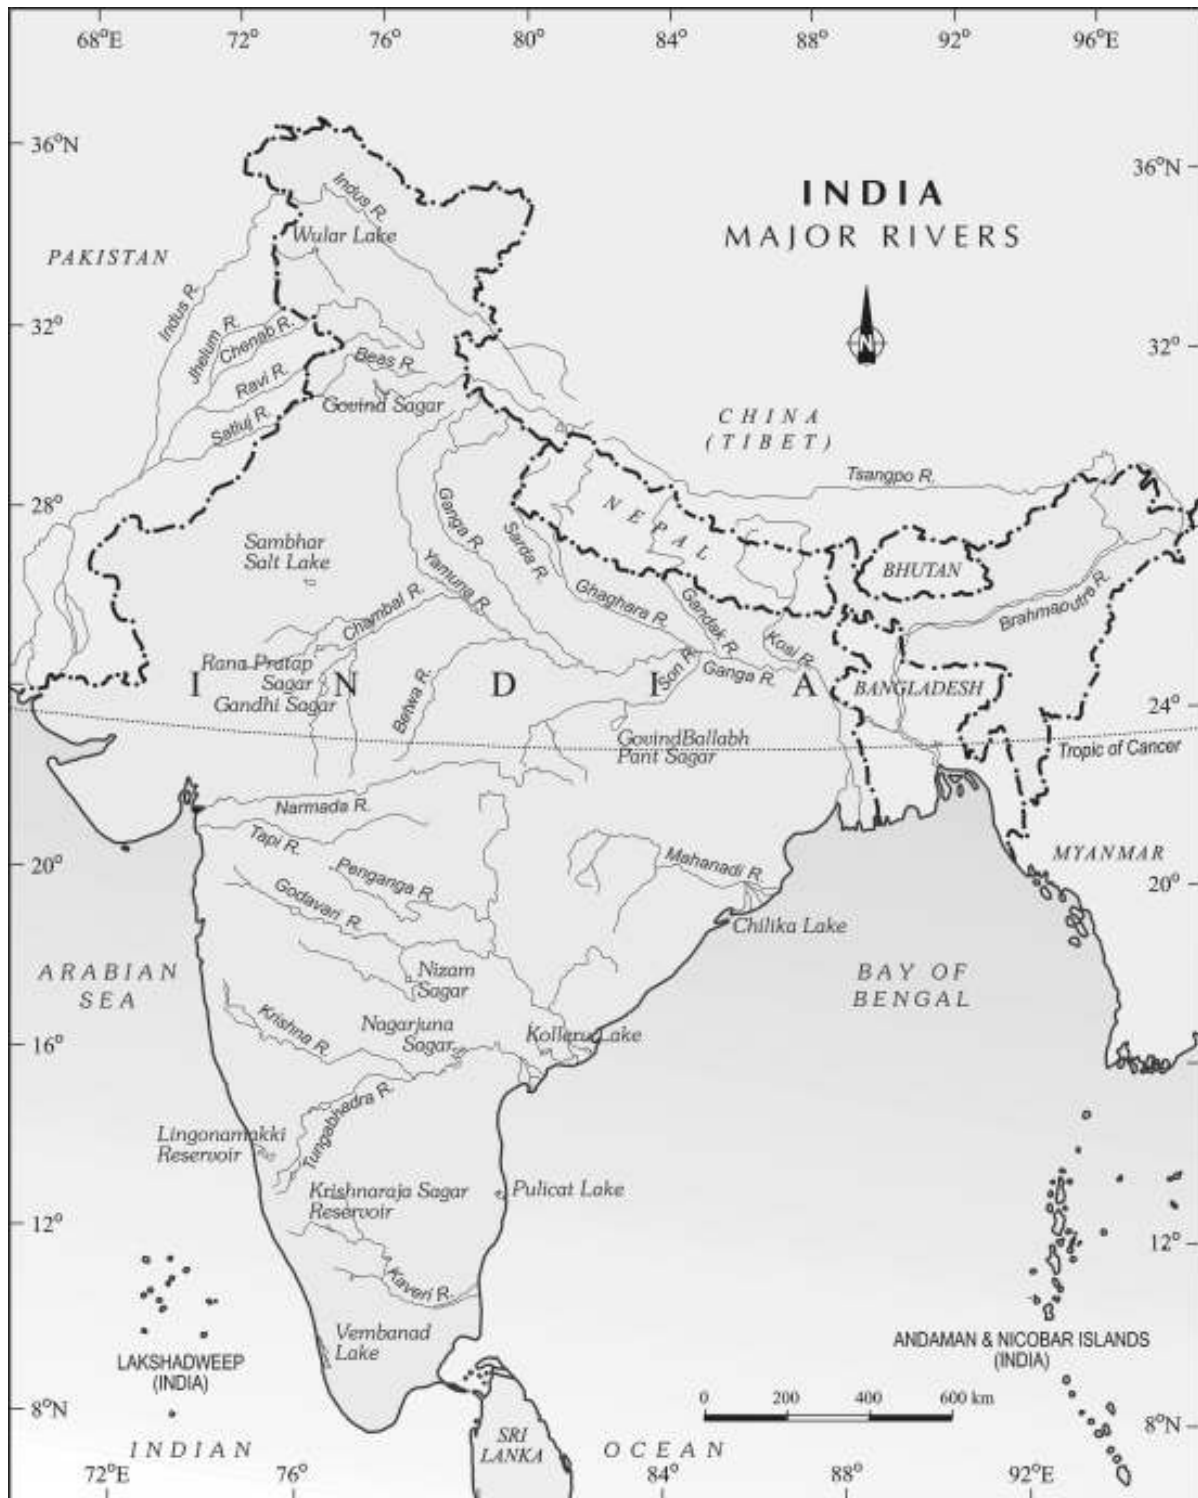 68°E 72° 76° 80° 84° 88° 92° 96°E
36°N
36°N
INDIA
MAJOR RIVERS
Indus R.
Wular Lake
PAKISTAN
Indus R.
N
32°
32°
Jhelum R.
Chenab R.
Beas R.
Ravi R.
Govind Sagar
Satluj R.
CHINA
(TIBET)
Tsangpo R.
28°
28°
NEPAL
Ganga R.
Sarda R.
Sambhar
Salt Lake
BHUTAN
Yamuna R.
Ghaghara R.
Gandak R.
Brahmaputra R.
Chambal R.
Kosi R.
Rana Pratap
Sagar
Gandhi Sagar
Son R.
Ganga R.
INDIA
BANGLADESH
Betwa R.
24°
GovindBallabh
Pant Sagar
Tropic of Cancer
Narmada R.
Tapi R.
Penganga R.
Mahanadi R.
MYANMAR
20°
20°
Godavari R.
Chilika Lake
ARABIAN
SEA
Nizam
Sagar
BAY OF
BENGAL
Krishna R.
Nagarjuna
Sagar
Kolleru Lake
16°
Tungabhadra R.
Lingonamakki
Reservoir
Krishnaraja Sagar
Reservoir
Pulicat Lake
12°
12°
Kaveri R.
Vembanad
Lake
LAKSHADWEEP
(INDIA)
ANDAMAN & NICOBAR ISLANDS
(INDIA)
0 200 400 600 km
8°N
8°N
SRI
LANKA
INDIAN OCEAN
72°E 76° 84° 88° 92°E